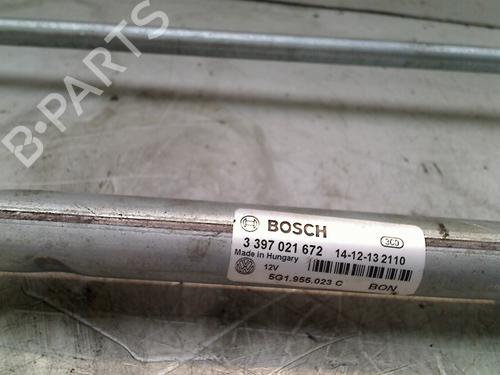 B-PARTS
BOSCH
3 397 021 672 14-12-13 2110
Made in Hungary
12V
5G1.955.023 C BON